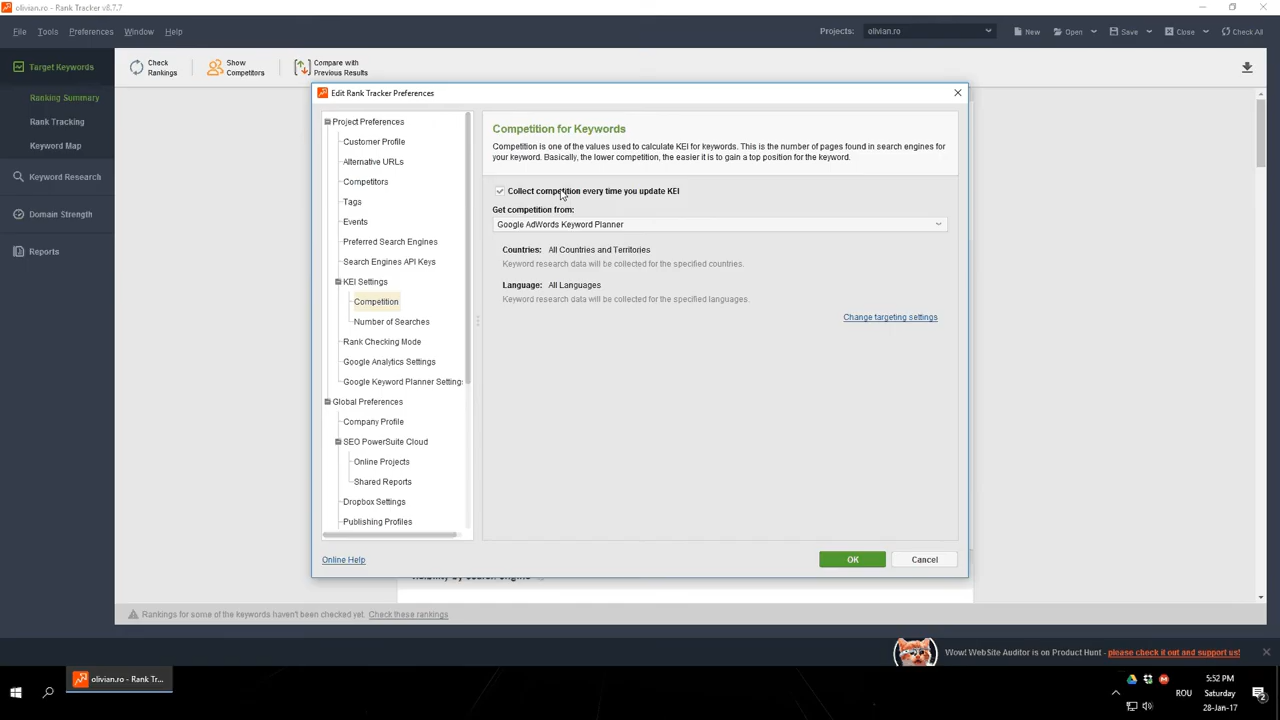 olivian.ro - Rank Tracker v8.7.7
File Tools Preferences Window Help
Projects: olivian.ro New Open Save Close Check All
Target Keywords
Ranking Summary
Rank Tracking
Keyword Map
Keyword Research
Domain Strength
Reports
Check
Rankings
Show
Competitors
Compare with
Previous Results
Edit Rank Tracker Preferences
Project Preferences
Customer Profile
Alternative URLs
Competitors
Tags
Events
Preferred Search Engines
Search Engines API Keys
KEI Settings
Competition
Number of Searches
Rank Checking Mode
Google Analytics Settings
Google Keyword Planner Settings
Global Preferences
Company Profile
SEO PowerSuite Cloud
Online Projects
Shared Reports
Dropbox Settings
Publishing Profiles
Competition for Keywords
Competition is one of the values used to calculate KEI for keywords. This is the number of pages found in search engines for
your keyword. Basically, the lower competition, the easier it is to gain a top position for the keyword.
Collect competition every time you update KEI
Get competition from:
Google AdWords Keyword Planner
Countries: All Countries and Territories
Keyword research data will be collected for the specified countries.
Language: All Languages
Keyword research data will be collected for the specified languages.
Change targeting settings
Online Help
OK
Cancel
Visibility by search engine
Rankings for some of the keywords haven't been checked yet. Check these rankings
Wow! WebSite Auditor is on Product Hunt - please check it out and support us!
olivian.ro - Rank Tr...
ROU
5:52 PM
Saturday
28-Jan-17
2